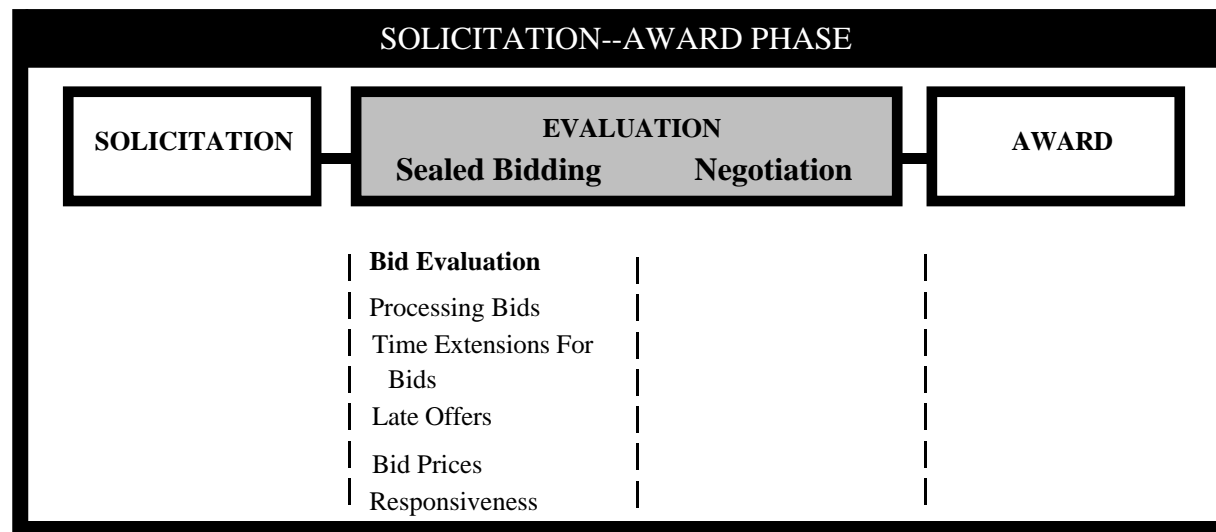 SOLICITATION--AWARD PHASE
SOLICITATION
EVALUATION
Sealed Bidding Negotiation
AWARD
Bid Evaluation
Processing Bids
Time Extensions For
Bids
Late Offers
Bid Prices
Responsiveness